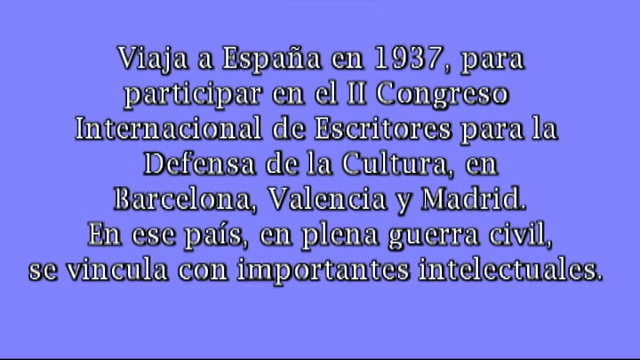 Viaja a España en 1937, para
participar en el II Congreso
Internacional de Escritores para la
Defensa de la Cultura, en
Barcelona, Valencia y Madrid.
En ese país, en plena guerra civil,
se vincula con importantes intelectuales.